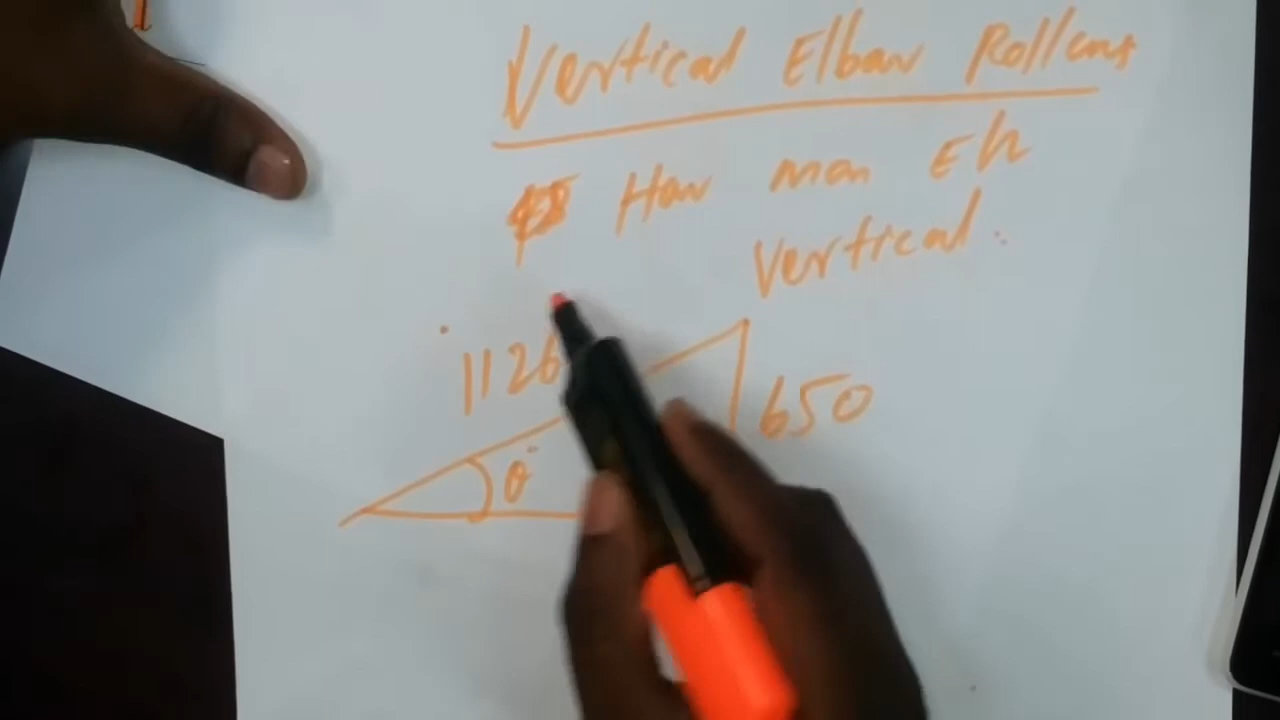 Vertical Elbow Rollers
How man Eh
Vertical.
1126
650
θ